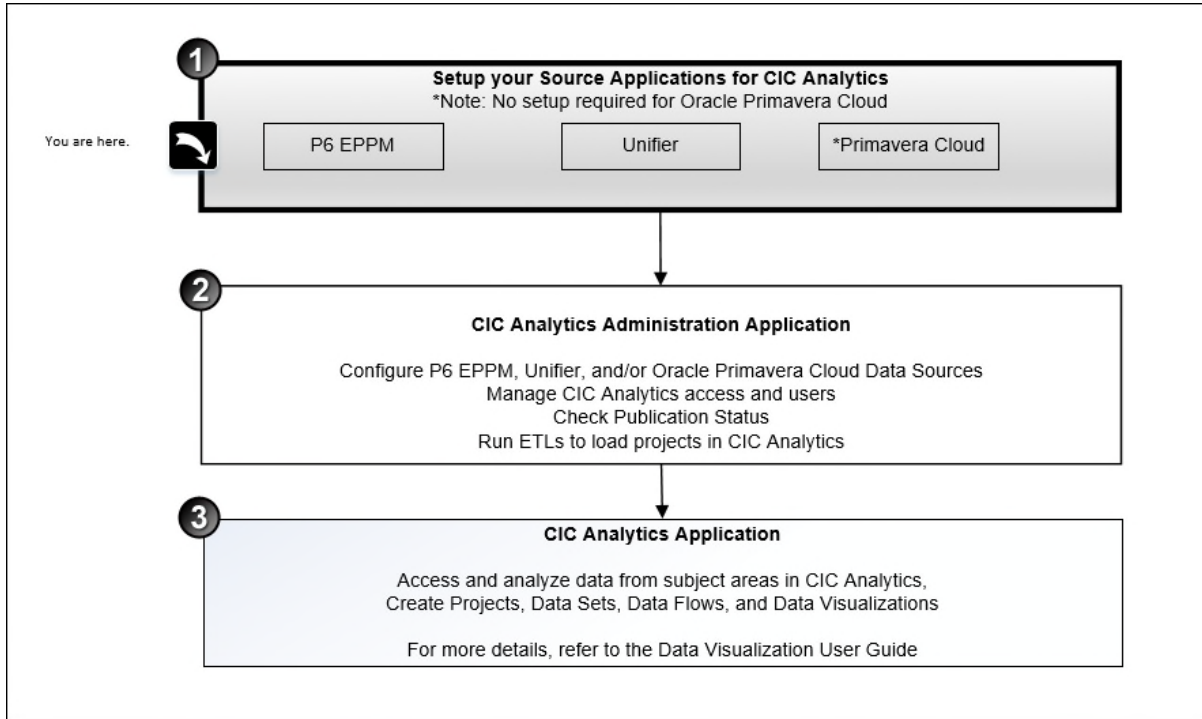 1
Setup your Source Applications for CIC Analytics
*Note: No setup required for Oracle Primavera Cloud
You are here.
P6 EPPM
Unifier
*Primavera Cloud
2
CIC Analytics Administration Application
Configure P6 EPPM, Unifier, and/or Oracle Primavera Cloud Data Sources
Manage CIC Analytics access and users
Check Publication Status
Run ETLs to load projects in CIC Analytics
3
CIC Analytics Application
Access and analyze data from subject areas in CIC Analytics,
Create Projects, Data Sets, Data Flows, and Data Visualizations
For more details, refer to the Data Visualization User Guide